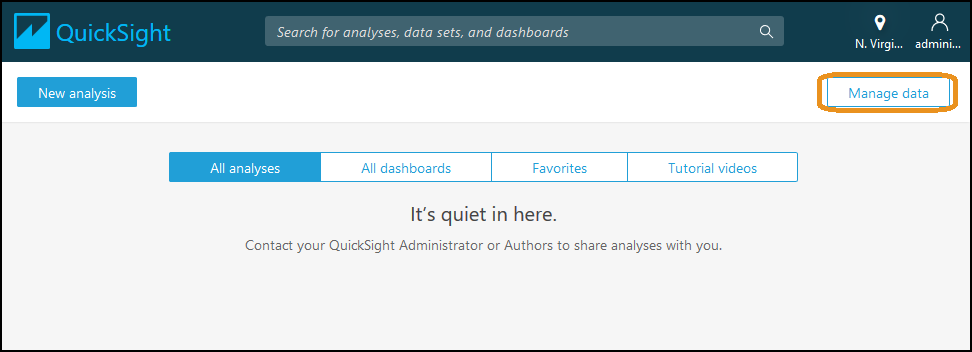 QuickSight
Search for analyses, data sets, and dashboards
N. Virgi...
admini...
New analysis
Manage data
All analyses
All dashboards
Favorites
Tutorial videos
It's quiet in here.
Contact your QuickSight Administrator or Authors to share analyses with you.